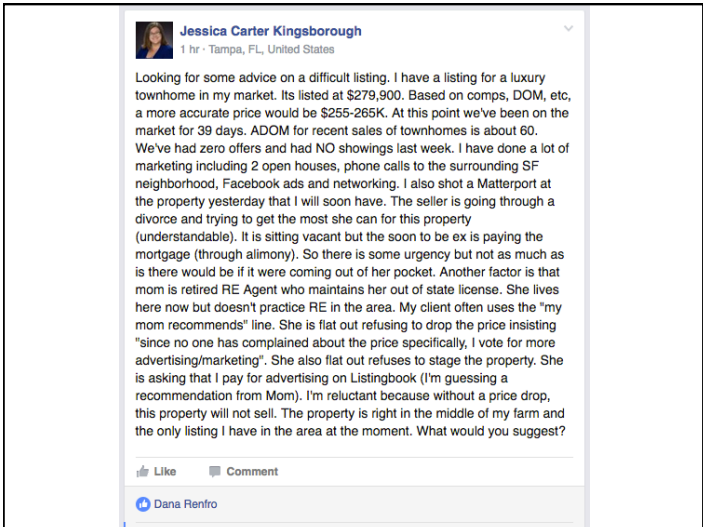 Jessica Carter Kingsborough
1 hr · Tampa, FL, United States
Looking for some advice on a difficult listing. I have a listing for a luxury
townhome in my market. Its listed at $279,900. Based on comps, DOM, etc,
a more accurate price would be $255-265K. At this point we've been on the
market for 39 days. ADOM for recent sales of townhomes is about 60.
We've had zero offers and had NO showings last week. I have done a lot of
marketing including 2 open houses, phone calls to the surrounding SF
neighborhood, Facebook ads and networking. I also shot a Matterport at
the property yesterday that I will soon have. The seller is going through a
divorce and trying to get the most she can for this property
(understandable). It is sitting vacant but the soon to be ex is paying the
mortgage (through alimony). So there is some urgency but not as much as
is there would be if it were coming out of her pocket. Another factor is that
mom is retired RE Agent who maintains her out of state license. She lives
here now but doesn't practice RE in the area. My client often uses the "my
mom recommends" line. She is flat out refusing to drop the price insisting
"since no one has complained about the price specifically, I vote for more
advertising/marketing". She also flat out refuses to stage the property. She
is asking that I pay for advertising on Listingbook (I'm guessing a
recommendation from Mom). I'm reluctant because without a price drop,
this property will not sell. The property is right in the middle of my farm and
the only listing I have in the area at the moment. What would you suggest?
Like Comment
Dana Renfro